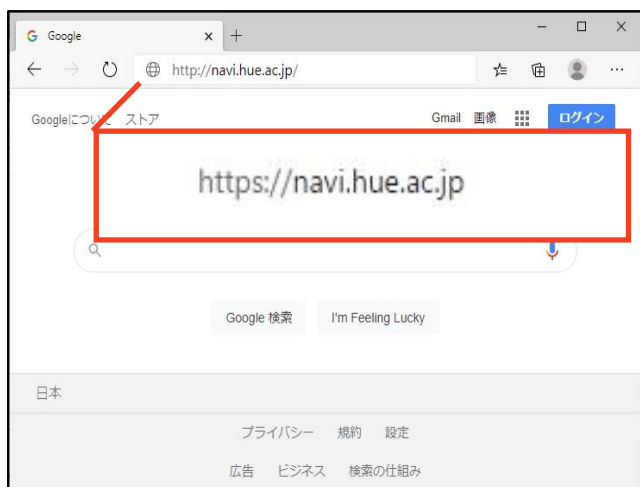 Google
http://navi.hue.ac.jp/
Googleについて ストア Gmail 画像 ログイン
https://navi.hue.ac.jp
Google 検索 I'm Feeling Lucky
日本
プライバシー 規約 設定
広告 ビジネス 検索の仕組み